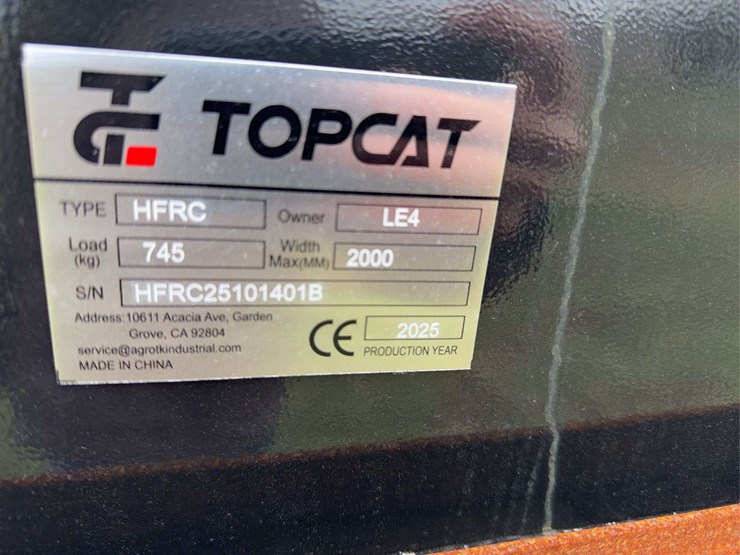 TG TOPCAT
TYPE HFRC Owner LE4
Load (kg) 745 Width Max(MM) 2000
S/N HFRC25101401B
Address:10611 Acacia Ave, Garden
Grove, CA 92804
service@agrotkindustrial.com
MADE IN CHINA
CE 2025
PRODUCTION YEAR